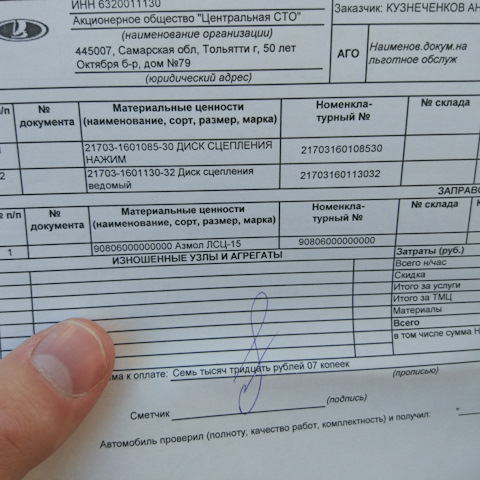 ИНН 6320011130
Акционерное общество "Центральная СТО"
(наименование организации)
445007, Самарская обл, Тольятти г, 50 лет
Октября б-р, дом №79
(юридический адрес)
Заказчик: КУЗНЕЧЕНКОВ АН
АГО
Наименов.докум.на
льготное обслуж
п/п № документа Материальные ценности (наименование, сорт, размер, марка) Номенкла-турный № № склада
21703-1601085-30 ДИСК СЦЕПЛЕНИЯ 21703160108530
НАЖИМ
2 21703-1601130-32 Диск сцепления 21703160113032
ведомый
ЗАПРАВО
№ п/п № документа Материальные ценности (наименование, сорт, размер, марка) Номенкла-турный № № склада
1 90806000000000 Азмол ЛСЦ-15 90806000000000
ИЗНОШЕННЫЕ УЗЛЫ И АГРЕГАТЫ
Затраты (руб.)
Всего н/час
Скидка
Итого за услуги
Итого за ТМЦ
Материалы
Всего
в том числе сумма Н
ма к оплате: Семь тысяч тридцать рублей 07 копеек
(прописью)
Сметчик
(подпись)
Автомобиль проверил (полноту, качество работ, комплектность) и получил: